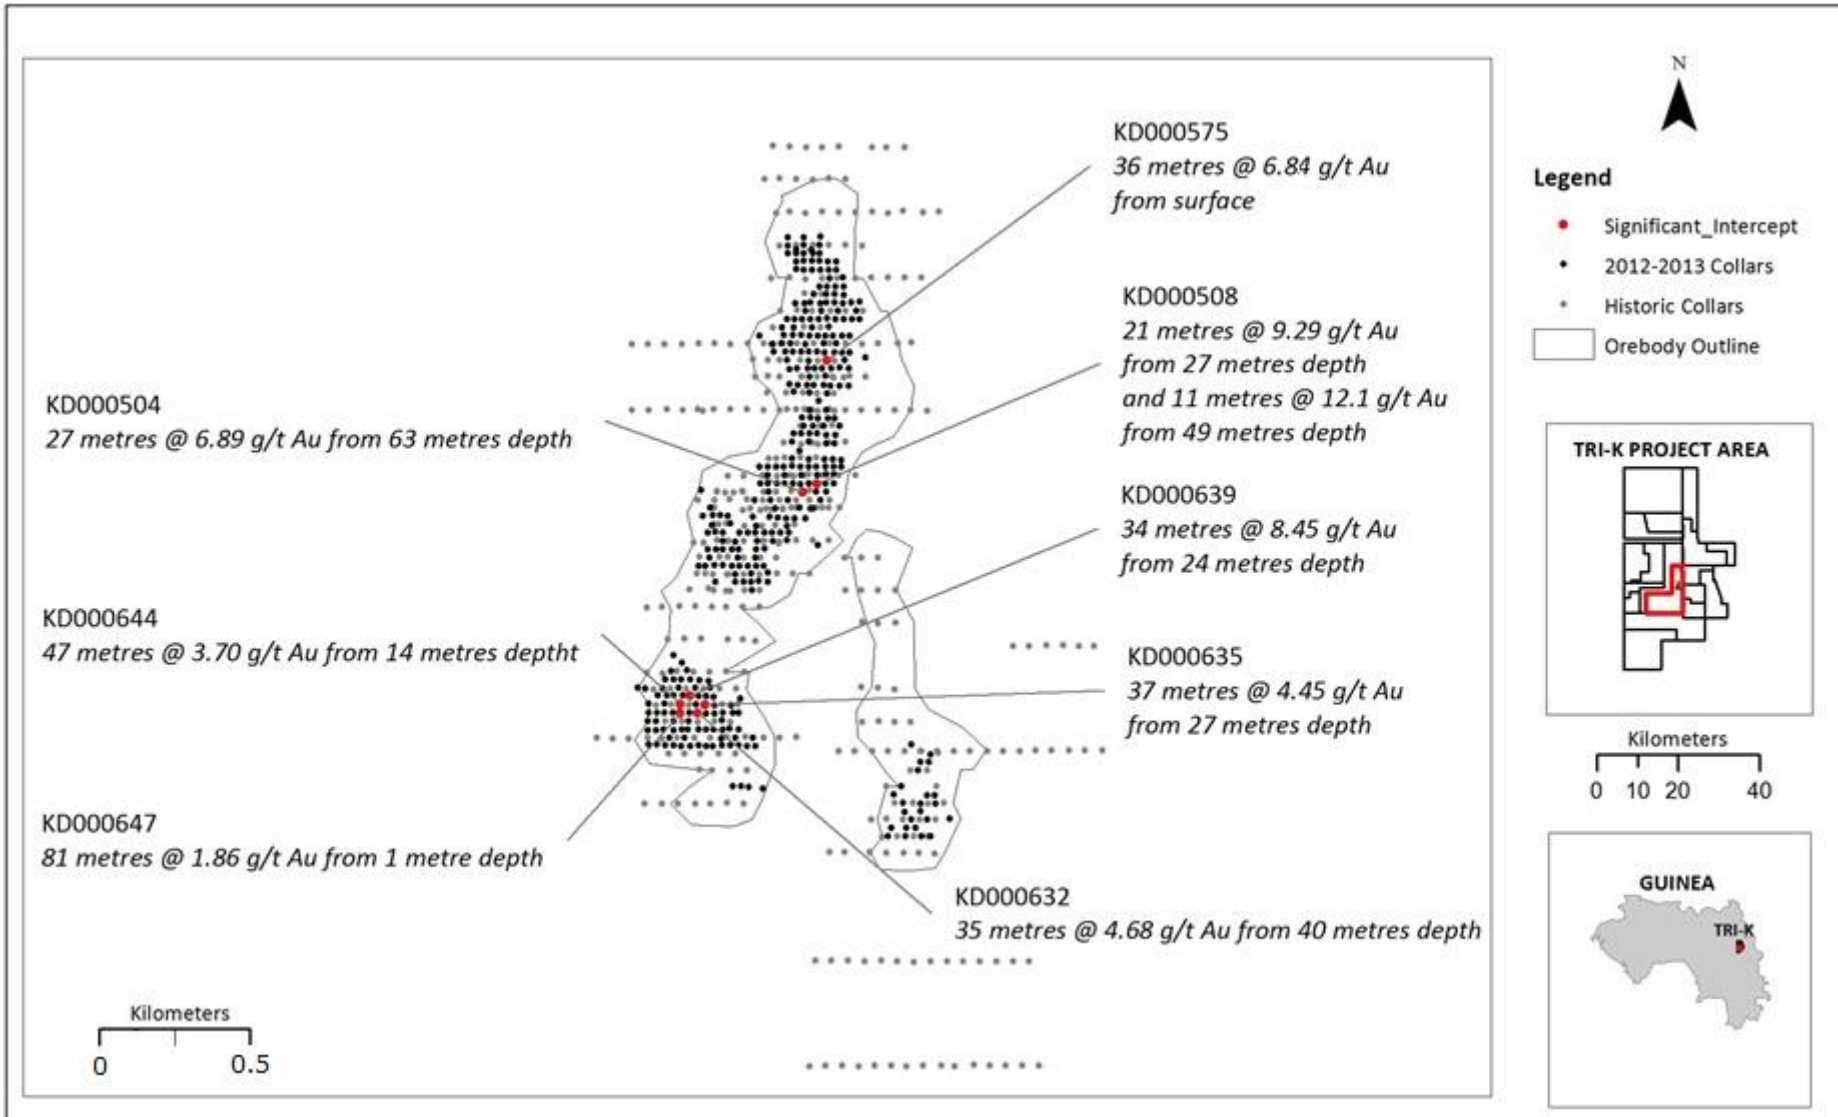 KD000575
36 metres @ 6.84 g/t Au
from surface
KD000508
21 metres @ 9.29 g/t Au
from 27 metres depth
and 11 metres @ 12.1 g/t Au
from 49 metres depth
KD000504
27 metres @ 6.89 g/t Au from 63 metres depth
KD000639
34 metres @ 8.45 g/t Au
from 24 metres depth
KD000644
47 metres @ 3.70 g/t Au from 14 metres deptht
KD000635
37 metres @ 4.45 g/t Au
from 27 metres depth
KD000647
81 metres @ 1.86 g/t Au from 1 metre depth
KD000632
35 metres @ 4.68 g/t Au from 40 metres depth
Kilometers
0 0.5
N
Legend
Significant_Intercept
2012-2013 Collars
Historic Collars
Orebody Outline
TRI-K PROJECT AREA
Kilometers
0 10 20 40
GUINEA
TRI-K